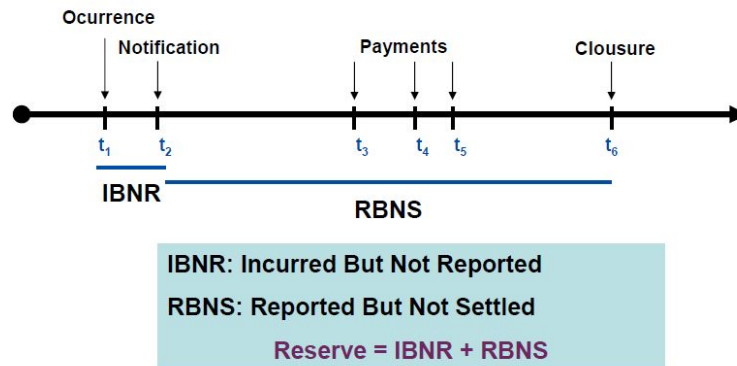 Ocurrence
Notification
Payments
Clousure
t1 t2 t3 t4 t5 t6
IBNR
RBNS
IBNR: Incurred But Not Reported
RBNS: Reported But Not Settled
Reserve = IBNR + RBNS